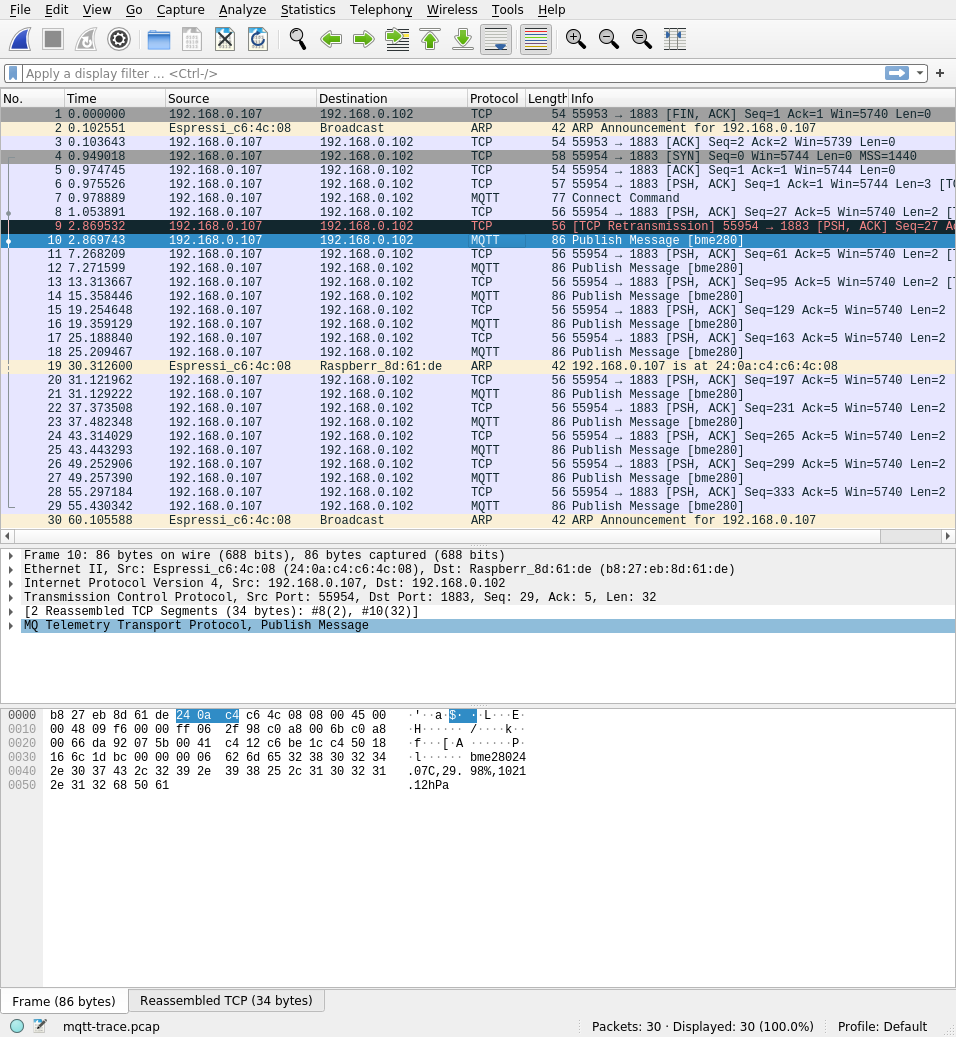 File Edit View Go Capture Analyze Statistics Telephony Wireless Tools Help
Apply a display filter ... <Ctrl-/>
No. Time Source Destination Protocol Length Info
1 0.000000 192.168.0.107 192.168.0.102 TCP 54 55953 → 1883 [FIN, ACK] Seq=1 Ack=1 Win=5740 Len=0
2 0.102551 Espressi_c6:4c:08 Broadcast ARP 42 ARP Announcement for 192.168.0.107
3 0.103643 192.168.0.107 192.168.0.102 TCP 54 55953 → 1883 [ACK] Seq=2 Ack=2 Win=5739 Len=0
4 0.949018 192.168.0.107 192.168.0.102 TCP 58 55954 → 1883 [SYN] Seq=0 Win=5744 Len=0 MSS=1440
5 0.974745 192.168.0.107 192.168.0.102 TCP 54 55954 → 1883 [ACK] Seq=1 Ack=1 Win=5744 Len=0
6 0.975526 192.168.0.107 192.168.0.102 TCP 57 55954 → 1883 [PSH, ACK] Seq=1 Ack=1 Win=5744 Len=3 [TC
7 0.978889 192.168.0.107 192.168.0.102 MQTT 77 Connect Command
8 1.053891 192.168.0.107 192.168.0.102 TCP 56 55954 → 1883 [PSH, ACK] Seq=27 Ack=5 Win=5740 Len=2 [T
9 2.869532 192.168.0.107 192.168.0.102 TCP 56 [TCP Retransmission] 55954 → 1883 [PSH, ACK] Seq=27 Ac
10 2.869743 192.168.0.107 192.168.0.102 MQTT 86 Publish Message [bme280]
11 7.268209 192.168.0.107 192.168.0.102 TCP 56 55954 → 1883 [PSH, ACK] Seq=61 Ack=5 Win=5740 Len=2 [T
12 7.271599 192.168.0.107 192.168.0.102 MQTT 86 Publish Message [bme280]
13 13.313667 192.168.0.107 192.168.0.102 TCP 56 55954 → 1883 [PSH, ACK] Seq=95 Ack=5 Win=5740 Len=2 [T
14 15.358446 192.168.0.107 192.168.0.102 MQTT 86 Publish Message [bme280]
15 19.254648 192.168.0.107 192.168.0.102 TCP 56 55954 → 1883 [PSH, ACK] Seq=129 Ack=5 Win=5740 Len=2
16 19.359129 192.168.0.107 192.168.0.102 MQTT 86 Publish Message [bme280]
17 25.188840 192.168.0.107 192.168.0.102 TCP 56 55954 → 1883 [PSH, ACK] Seq=163 Ack=5 Win=5740 Len=2
18 25.209467 192.168.0.107 192.168.0.102 MQTT 86 Publish Message [bme280]
19 30.312600 Espressi_c6:4c:08 Raspberr_8d:61:de ARP 42 192.168.0.107 is at 24:0a:c4:c6:4c:08
20 31.121962 192.168.0.107 192.168.0.102 TCP 56 55954 → 1883 [PSH, ACK] Seq=197 Ack=5 Win=5740 Len=2
21 31.129222 192.168.0.107 192.168.0.102 MQTT 86 Publish Message [bme280]
22 37.373508 192.168.0.107 192.168.0.102 TCP 56 55954 → 1883 [PSH, ACK] Seq=231 Ack=5 Win=5740 Len=2
23 37.482348 192.168.0.107 192.168.0.102 MQTT 86 Publish Message [bme280]
24 43.314029 192.168.0.107 192.168.0.102 TCP 56 55954 → 1883 [PSH, ACK] Seq=265 Ack=5 Win=5740 Len=2
25 43.443293 192.168.0.107 192.168.0.102 MQTT 86 Publish Message [bme280]
26 49.252906 192.168.0.107 192.168.0.102 TCP 56 55954 → 1883 [PSH, ACK] Seq=299 Ack=5 Win=5740 Len=2
27 49.257390 192.168.0.107 192.168.0.102 MQTT 86 Publish Message [bme280]
28 55.297184 192.168.0.107 192.168.0.102 TCP 56 55954 → 1883 [PSH, ACK] Seq=333 Ack=5 Win=5740 Len=2
29 55.430342 192.168.0.107 192.168.0.102 MQTT 86 Publish Message [bme280]
30 60.105588 Espressi_c6:4c:08 Broadcast ARP 42 ARP Announcement for 192.168.0.107
Frame 10: 86 bytes on wire (688 bits), 86 bytes captured (688 bits)
Ethernet II, Src: Espressi_c6:4c:08 (24:0a:c4:c6:4c:08), Dst: Raspberr_8d:61:de (b8:27:eb:8d:61:de)
Internet Protocol Version 4, Src: 192.168.0.107, Dst: 192.168.0.102
Transmission Control Protocol, Src Port: 55954, Dst Port: 1883, Seq: 29, Ack: 5, Len: 32
[2 Reassembled TCP Segments (34 bytes): #8(2), #10(32)]
MQ Telemetry Transport Protocol, Publish Message
0000 b8 27 eb 8d 61 de 24 0a c4 c6 4c 08 08 00 45 00 ·'··a·$· ··L···E·
0010 00 48 09 f6 00 00 ff 06 2f 98 c0 a8 00 6b c0 a8 ·H······ /····k··
0020 00 66 da 92 07 5b 00 41 c4 12 c6 be 1c c4 50 18 ·f···[·A ······P·
0030 16 6c 1d bc 00 00 00 06 62 6d 65 32 38 30 32 34 ·l······ bme28024
0040 2e 30 37 43 2c 32 39 2e 39 38 25 2c 31 30 32 31 .07C,29. 98%,1021
0050 2e 31 32 68 50 61 .12hPa
Frame (86 bytes) Reassembled TCP (34 bytes)
mqtt-trace.pcap Packets: 30 · Displayed: 30 (100.0%) Profile: Default